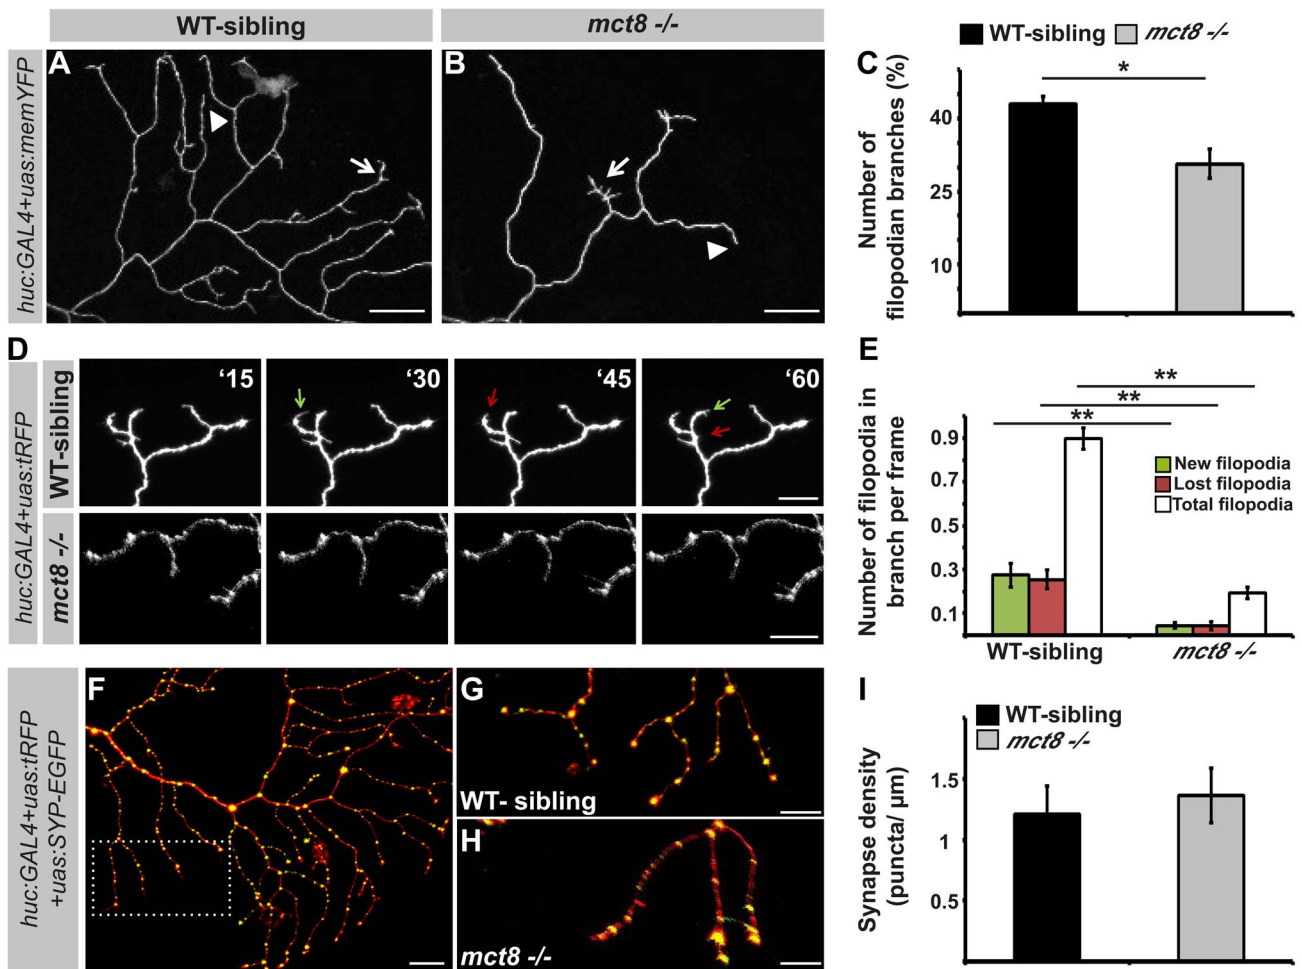 WT-sibling
mct8 -/-
huc:GAL4+uas:memYFP
A
B
C
WT-sibling
mct8 -/-
Number of
filopodian branches (%)
*
40
25
10
D
huc:GAL4+uas:tRFP
WT-sibling
mct8 -/-
‘15
‘30
‘45
‘60
E
Number of filopodia in
branch per frame
**
**
**
0.9
0.7
0.5
0.3
0.1
New filopodia
Lost filopodia
Total filopodia
WT-sibling
mct8 -/-
huc:GAL4+uas:tRFP
+uas:SYP-EGFP
F
G
WT- sibling
H
mct8 -/-
I
WT-sibling
mct8 -/-
Synapse density
(puncta/ µm)
1.5
1
0.5